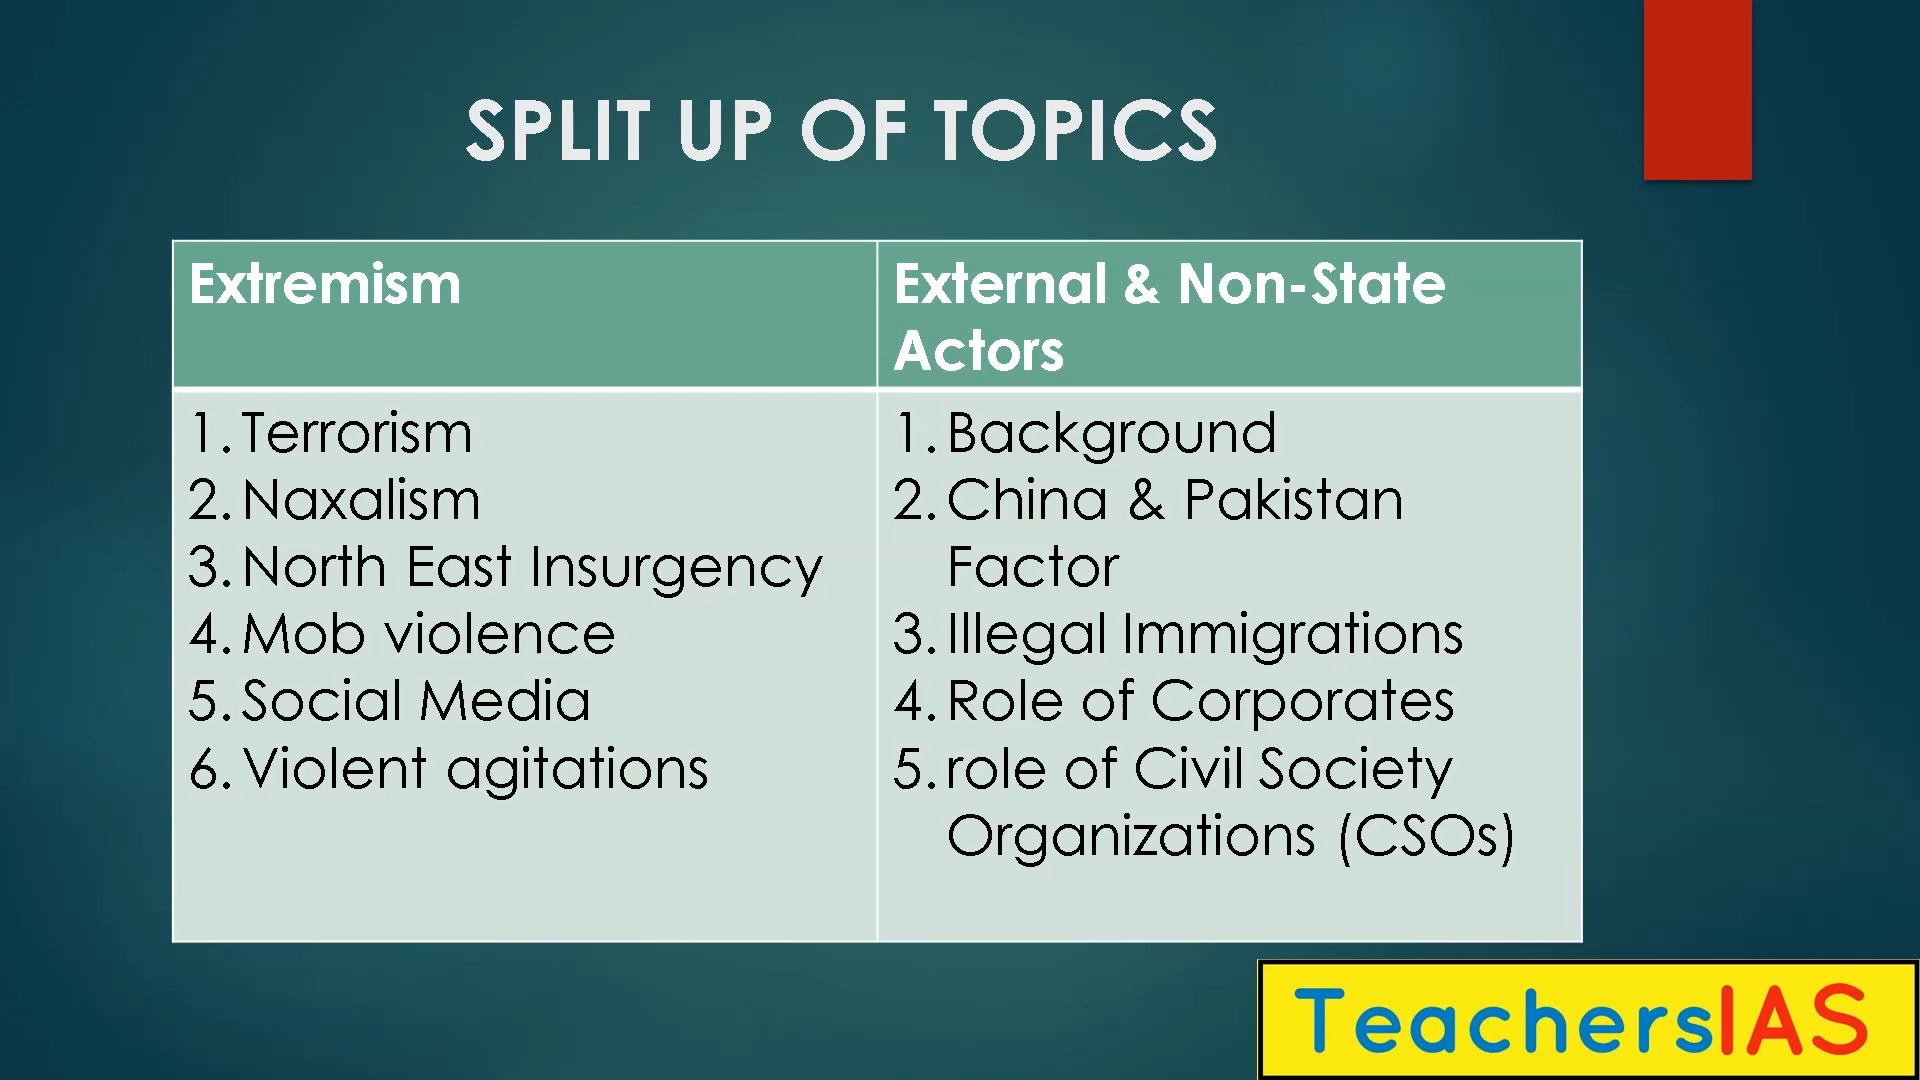 SPLIT UP OF TOPICS
Extremism
External & Non-State
Actors
1. Terrorism
2. Naxalism
3. North East Insurgency
4. Mob violence
5. Social Media
6. Violent agitations
1. Background
2. China & Pakistan
Factor
3. Illegal Immigrations
4. Role of Corporates
5. role of Civil Society
Organizations (CSOs)
TeachersIAS